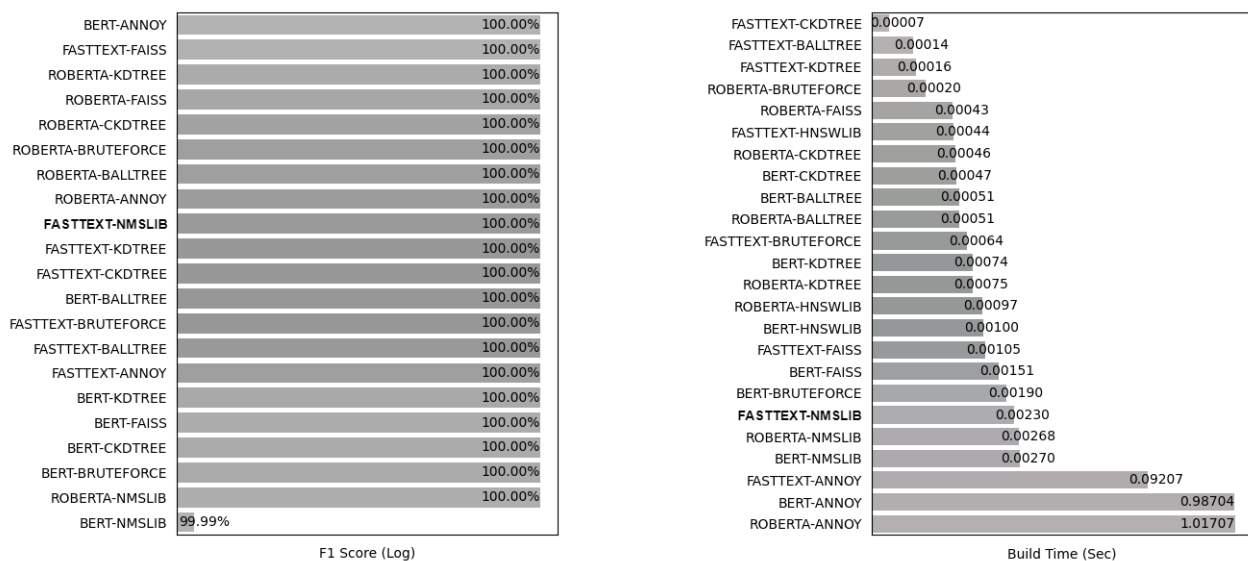 BERT-ANNOY 100.00%
FASTTEXT-FAISS 100.00%
ROBERTA-KDTREE 100.00%
ROBERTA-FAISS 100.00%
ROBERTA-CKDTREE 100.00%
ROBERTA-BRUTEFORCE 100.00%
ROBERTA-BALLTREE 100.00%
ROBERTA-ANNOY 100.00%
FASTTEXT-NMSLIB 100.00%
FASTTEXT-KDTREE 100.00%
FASTTEXT-CKDTREE 100.00%
BERT-BALLTREE 100.00%
FASTTEXT-BRUTEFORCE 100.00%
FASTTEXT-BALLTREE 100.00%
FASTTEXT-ANNOY 100.00%
BERT-KDTREE 100.00%
BERT-FAISS 100.00%
BERT-CKDTREE 100.00%
BERT-BRUTEFORCE 100.00%
ROBERTA-NMSLIB 100.00%
BERT-NMSLIB 99.99%
F1 Score (Log)
FASTTEXT-CKDTREE 0.00007
FASTTEXT-BALLTREE 0.00014
FASTTEXT-KDTREE 0.00016
ROBERTA-BRUTEFORCE 0.00020
ROBERTA-FAISS 0.00043
FASTTEXT-HNSWLIB 0.00044
ROBERTA-CKDTREE 0.00046
BERT-CKDTREE 0.00047
BERT-BALLTREE 0.00051
ROBERTA-BALLTREE 0.00051
FASTTEXT-BRUTEFORCE 0.00064
BERT-KDTREE 0.00074
ROBERTA-KDTREE 0.00075
ROBERTA-HNSWLIB 0.00097
BERT-HNSWLIB 0.00100
FASTTEXT-FAISS 0.00105
BERT-FAISS 0.00151
BERT-BRUTEFORCE 0.00190
FASTTEXT-NMSLIB 0.00230
ROBERTA-NMSLIB 0.00268
BERT-NMSLIB 0.00270
FASTTEXT-ANNOY 0.09207
BERT-ANNOY 0.98704
ROBERTA-ANNOY 1.01707
Build Time (Sec)